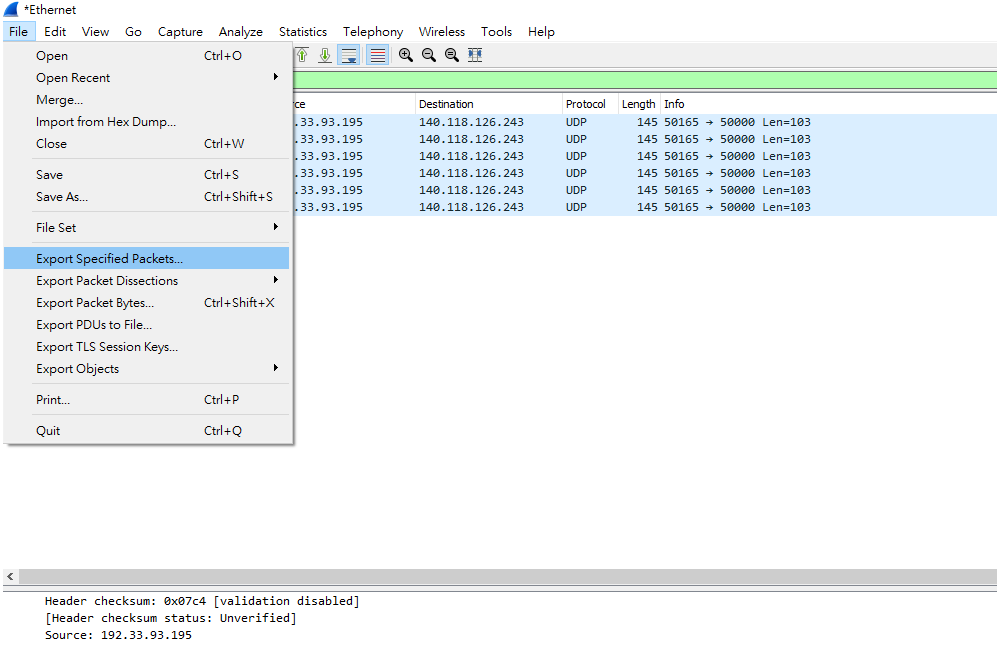 *Ethernet
File Edit View Go Capture Analyze Statistics Telephony Wireless Tools Help
Open Ctrl+O
Open Recent
Merge...
Import from Hex Dump...
Close Ctrl+W
Save Ctrl+S
Save As... Ctrl+Shift+S
File Set
Export Specified Packets...
Export Packet Dissections
Export Packet Bytes... Ctrl+Shift+X
Export PDUs to File...
Export TLS Session Keys...
Export Objects
Print... Ctrl+P
Quit Ctrl+Q
rce Destination Protocol Length Info
.33.93.195 140.118.126.243 UDP 145 50165 → 50000 Len=103
.33.93.195 140.118.126.243 UDP 145 50165 → 50000 Len=103
.33.93.195 140.118.126.243 UDP 145 50165 → 50000 Len=103
.33.93.195 140.118.126.243 UDP 145 50165 → 50000 Len=103
.33.93.195 140.118.126.243 UDP 145 50165 → 50000 Len=103
.33.93.195 140.118.126.243 UDP 145 50165 → 50000 Len=103
Header checksum: 0x07c4 [validation disabled]
[Header checksum status: Unverified]
Source: 192.33.93.195